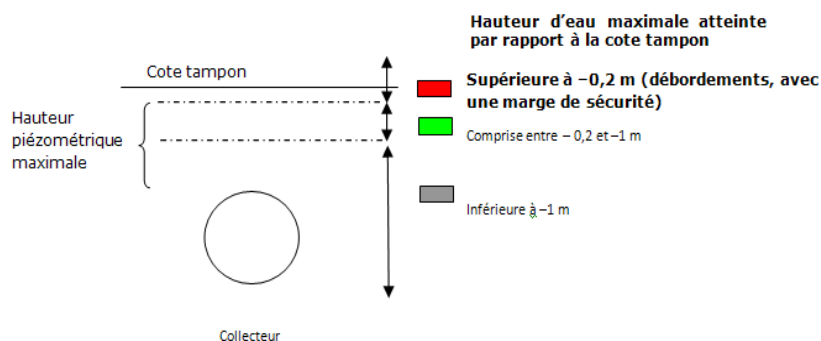 Hauteur d'eau maximale atteinte
par rapport à la cote tampon
Cote tampon
Supérieure à –0,2 m (débordements, avec
une marge de sécurité)
Hauteur
piézométrique
maximale
Comprise entre – 0,2 et –1 m
Inférieure à –1 m
Collecteur